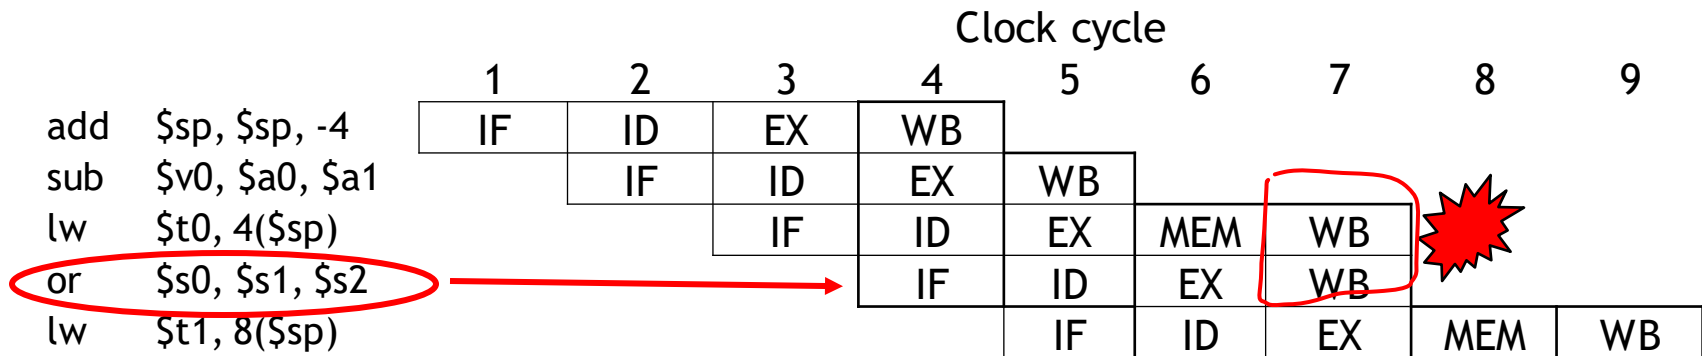 Clock cycle
1 2 3 4 5 6 7 8 9
add $sp, $sp, -4 IF ID EX WB
sub $v0, $a0, $a1 IF ID EX WB
lw $t0, 4($sp) IF ID EX MEM WB
or $s0, $s1, $s2 IF ID EX WB
lw $t1, 8($sp) IF ID EX MEM WB